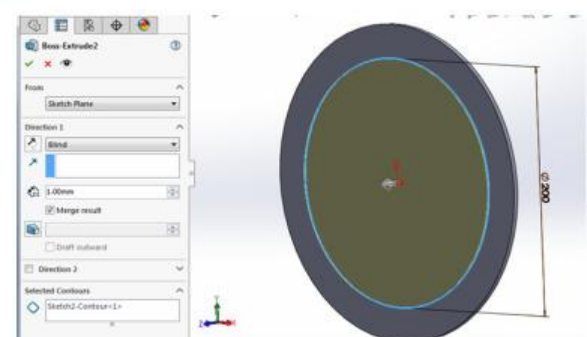 Boss-Extrude2
From
Sketch Plane
Direction 1
Blind
1.00mm
Merge result
Draft outward
Direction 2
Selected Contours
Sketch2-Contour<1>
Ø 200
Y
Z
X